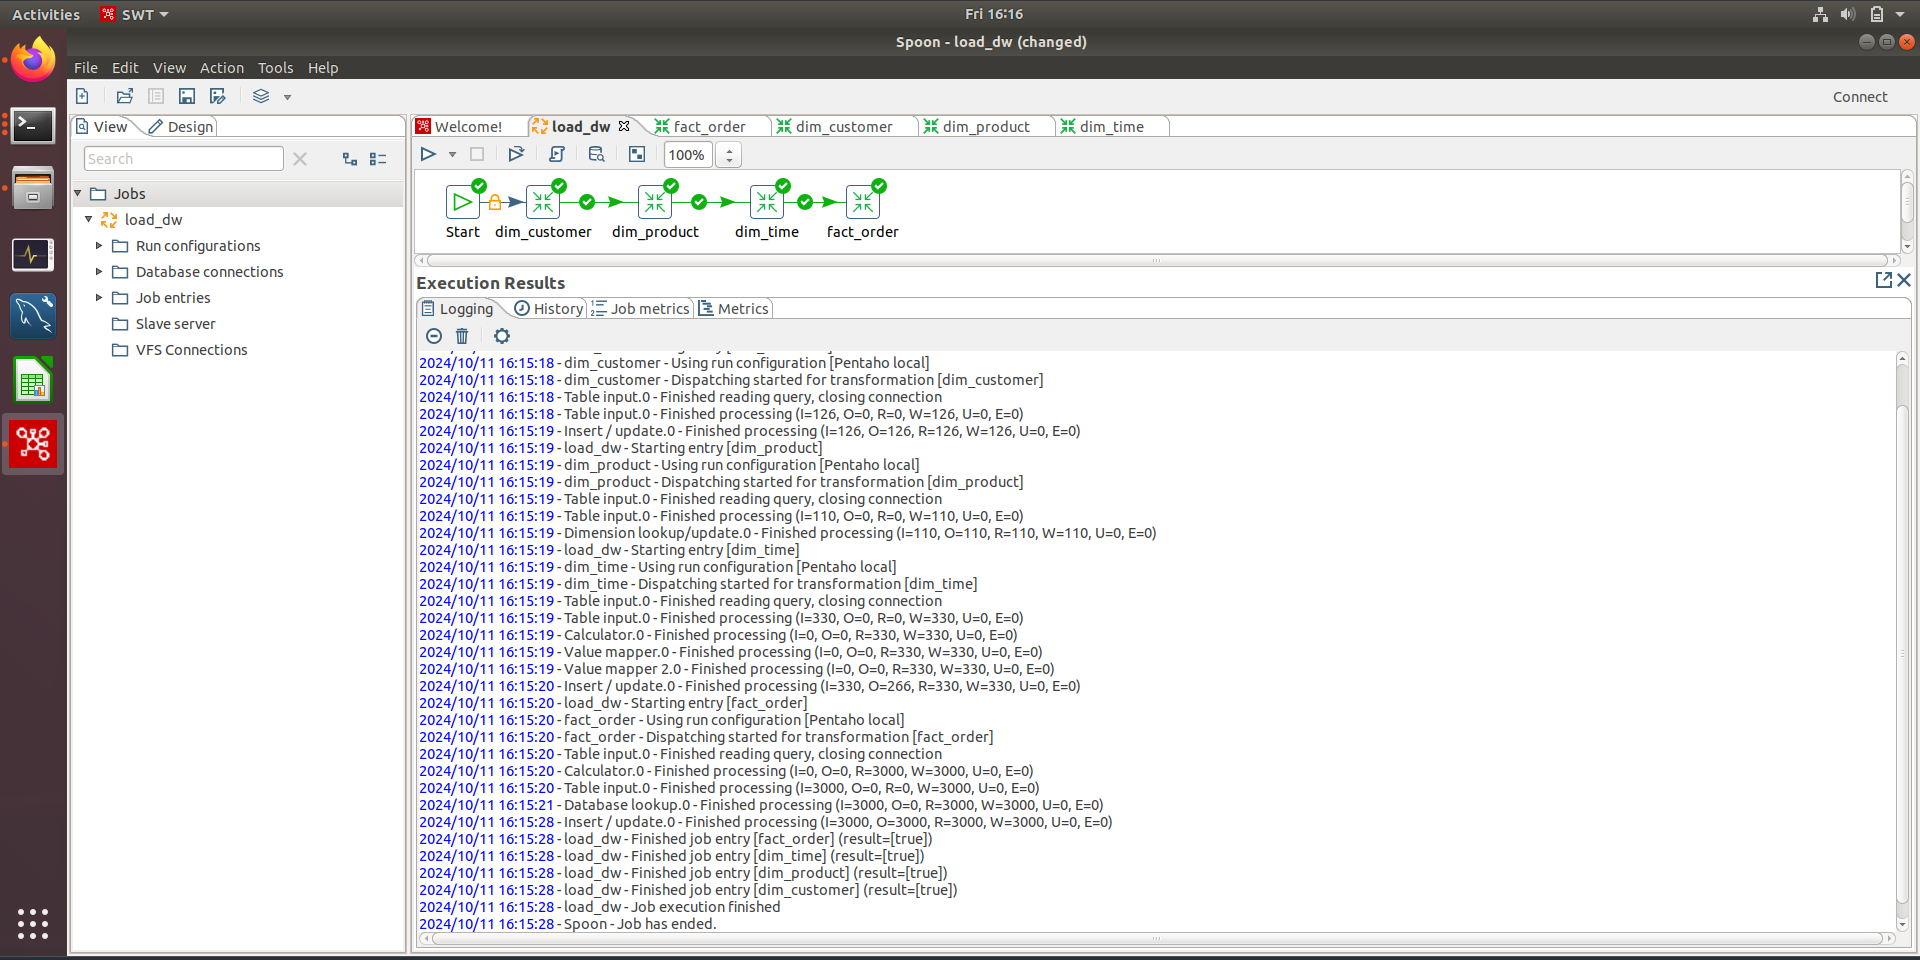 Activities
SWT
Fri 16:16
Spoon - load_dw (changed)
File Edit View Action Tools Help
Connect
View
Design
Search
Jobs
load_dw
Run configurations
Database connections
Job entries
Slave server
VFS Connections
Welcome!
load_dw
fact_order
dim_customer
dim_product
dim_time
100%
Start dim_customer dim_product dim_time fact_order
Execution Results
Logging
History
Job metrics
Metrics
2024/10/11 16:15:18 - dim_customer - Using run configuration [Pentaho local]
2024/10/11 16:15:18 - dim_customer - Dispatching started for transformation [dim_customer]
2024/10/11 16:15:18 - Table input.0 - Finished reading query, closing connection
2024/10/11 16:15:18 - Table input.0 - Finished processing (I=126, O=0, R=0, W=126, U=0, E=0)
2024/10/11 16:15:19 - Insert / update.0 - Finished processing (I=126, O=126, R=126, W=126, U=0, E=0)
2024/10/11 16:15:19 - load_dw - Starting entry [dim_product]
2024/10/11 16:15:19 - dim_product - Using run configuration [Pentaho local]
2024/10/11 16:15:19 - dim_product - Dispatching started for transformation [dim_product]
2024/10/11 16:15:19 - Table input.0 - Finished reading query, closing connection
2024/10/11 16:15:19 - Table input.0 - Finished processing (I=110, O=0, R=0, W=110, U=0, E=0)
2024/10/11 16:15:19 - Dimension lookup/update.0 - Finished processing (I=110, O=110, R=110, W=110, U=0, E=0)
2024/10/11 16:15:19 - load_dw - Starting entry [dim_time]
2024/10/11 16:15:19 - dim_time - Using run configuration [Pentaho local]
2024/10/11 16:15:19 - dim_time - Dispatching started for transformation [dim_time]
2024/10/11 16:15:19 - Table input.0 - Finished reading query, closing connection
2024/10/11 16:15:19 - Table input.0 - Finished processing (I=330, O=0, R=0, W=330, U=0, E=0)
2024/10/11 16:15:19 - Calculator.0 - Finished processing (I=0, O=0, R=330, W=330, U=0, E=0)
2024/10/11 16:15:19 - Value mapper.0 - Finished processing (I=0, O=0, R=330, W=330, U=0, E=0)
2024/10/11 16:15:19 - Value mapper 2.0 - Finished processing (I=0, O=0, R=330, W=330, U=0, E=0)
2024/10/11 16:15:20 - Insert / update.0 - Finished processing (I=330, O=266, R=330, W=330, U=0, E=0)
2024/10/11 16:15:20 - load_dw - Starting entry [fact_order]
2024/10/11 16:15:20 - fact_order - Using run configuration [Pentaho local]
2024/10/11 16:15:20 - fact_order - Dispatching started for transformation [fact_order]
2024/10/11 16:15:20 - Table input.0 - Finished reading query, closing connection
2024/10/11 16:15:20 - Calculator.0 - Finished processing (I=0, O=0, R=3000, W=3000, U=0, E=0)
2024/10/11 16:15:20 - Table input.0 - Finished processing (I=3000, O=0, R=0, W=3000, U=0, E=0)
2024/10/11 16:15:21 - Database lookup.0 - Finished processing (I=3000, O=0, R=3000, W=3000, U=0, E=0)
2024/10/11 16:15:28 - Insert / update.0 - Finished processing (I=3000, O=3000, R=3000, W=3000, U=0, E=0)
2024/10/11 16:15:28 - load_dw - Finished job entry [fact_order] (result=[true])
2024/10/11 16:15:28 - load_dw - Finished job entry [dim_time] (result=[true])
2024/10/11 16:15:28 - load_dw - Finished job entry [dim_product] (result=[true])
2024/10/11 16:15:28 - load_dw - Finished job entry [dim_customer] (result=[true])
2024/10/11 16:15:28 - load_dw - Job execution finished
2024/10/11 16:15:28 - Spoon - Job has ended.